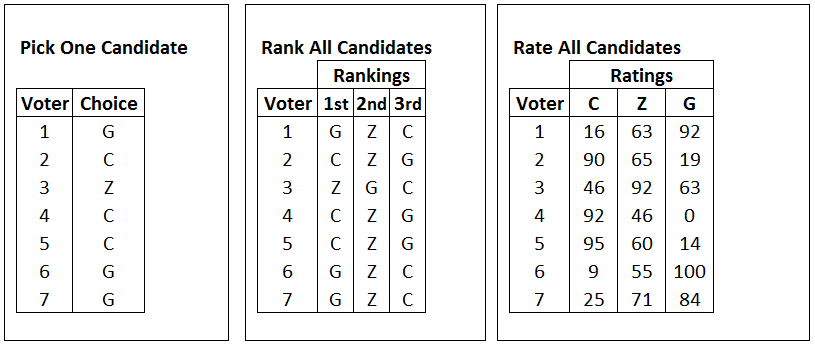 Pick One Candidate
Voter Choice
1 G
2 C
3 Z
4 C
5 C
6 G
7 G
Rank All Candidates
Rankings
Voter 1st 2nd 3rd
1 G Z C
2 C Z G
3 Z G C
4 C Z G
5 C Z G
6 G Z C
7 G Z C
Rate All Candidates
Ratings
Voter C Z G
1 16 63 92
2 90 65 19
3 46 92 63
4 92 46 0
5 95 60 14
6 9 55 100
7 25 71 84